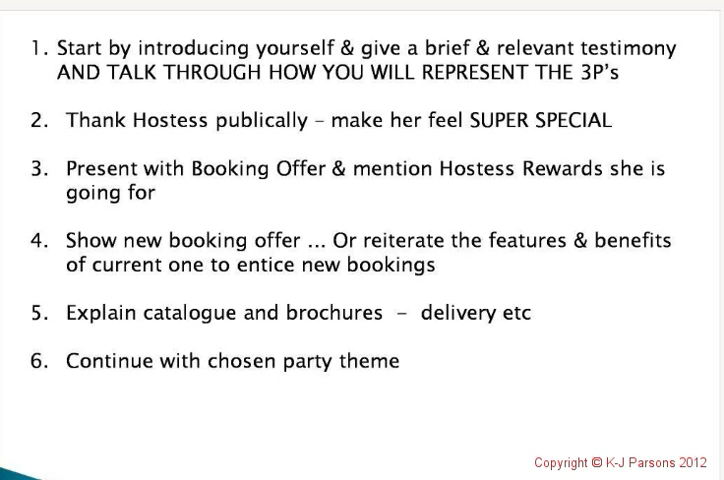 1. Start by introducing yourself & give a brief & relevant testimony
AND TALK THROUGH HOW YOU WILL REPRESENT THE 3P's
2. Thank Hostess publically – make her feel SUPER SPECIAL
3. Present with Booking Offer & mention Hostess Rewards she is
going for
4. Show new booking offer ... Or reiterate the features & benefits
of current one to entice new bookings
5. Explain catalogue and brochures – delivery etc
6. Continue with chosen party theme
Copyright © K-J Parsons 2012